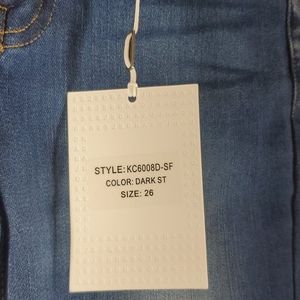 STYLE: KC6008D-SF
COLOR: DARK ST
SIZE: 26